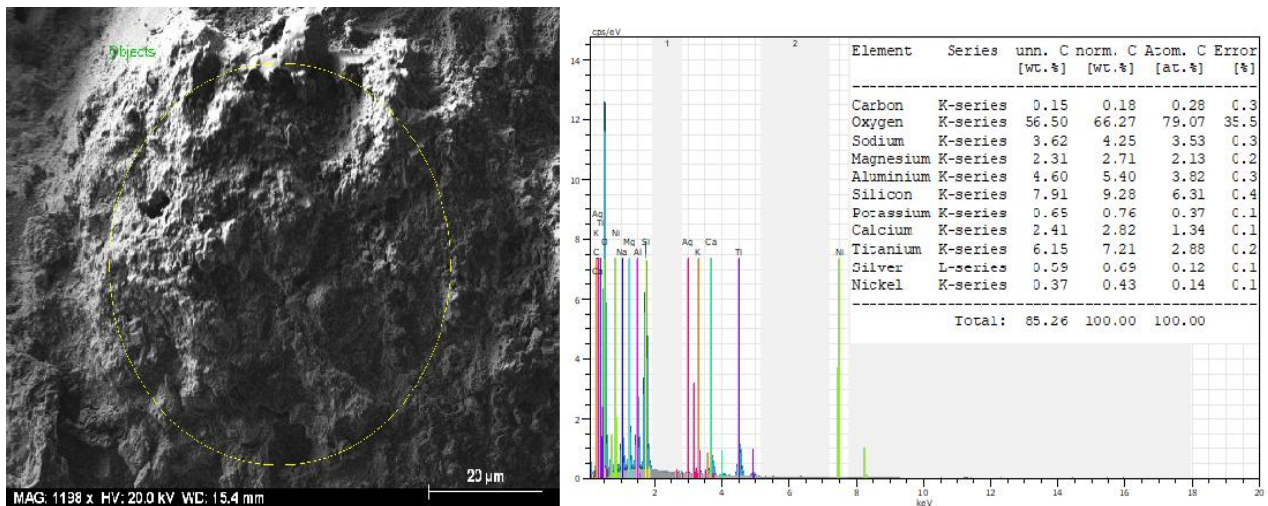 Objects
MAG: 1198 x HV: 20.0 kV WD: 15.4 mm
20 µm
cps/eV
1
2
14
12
10
8
6
4
2
0
Ag
Ti
K Ni
O Mg Si Ag Ca
C Na Al K Ti Ni
Ca
2 4 6 8 10 12 14 16 18 20
keV
Element Series unn. C norm. C Atom. C Error
[wt.%] [wt.%] [at.%] [%]
Carbon K-series 0.15 0.18 0.28 0.3
Oxygen K-series 56.50 66.27 79.07 35.5
Sodium K-series 3.62 4.25 3.53 0.3
Magnesium K-series 2.31 2.71 2.13 0.2
Aluminium K-series 4.60 5.40 3.82 0.3
Silicon K-series 7.91 9.28 6.31 0.4
Potassium K-series 0.65 0.76 0.37 0.1
Calcium K-series 2.41 2.82 1.34 0.1
Titanium K-series 6.15 7.21 2.88 0.2
Silver L-series 0.59 0.69 0.12 0.1
Nickel K-series 0.37 0.43 0.14 0.1
Total: 85.26 100.00 100.00